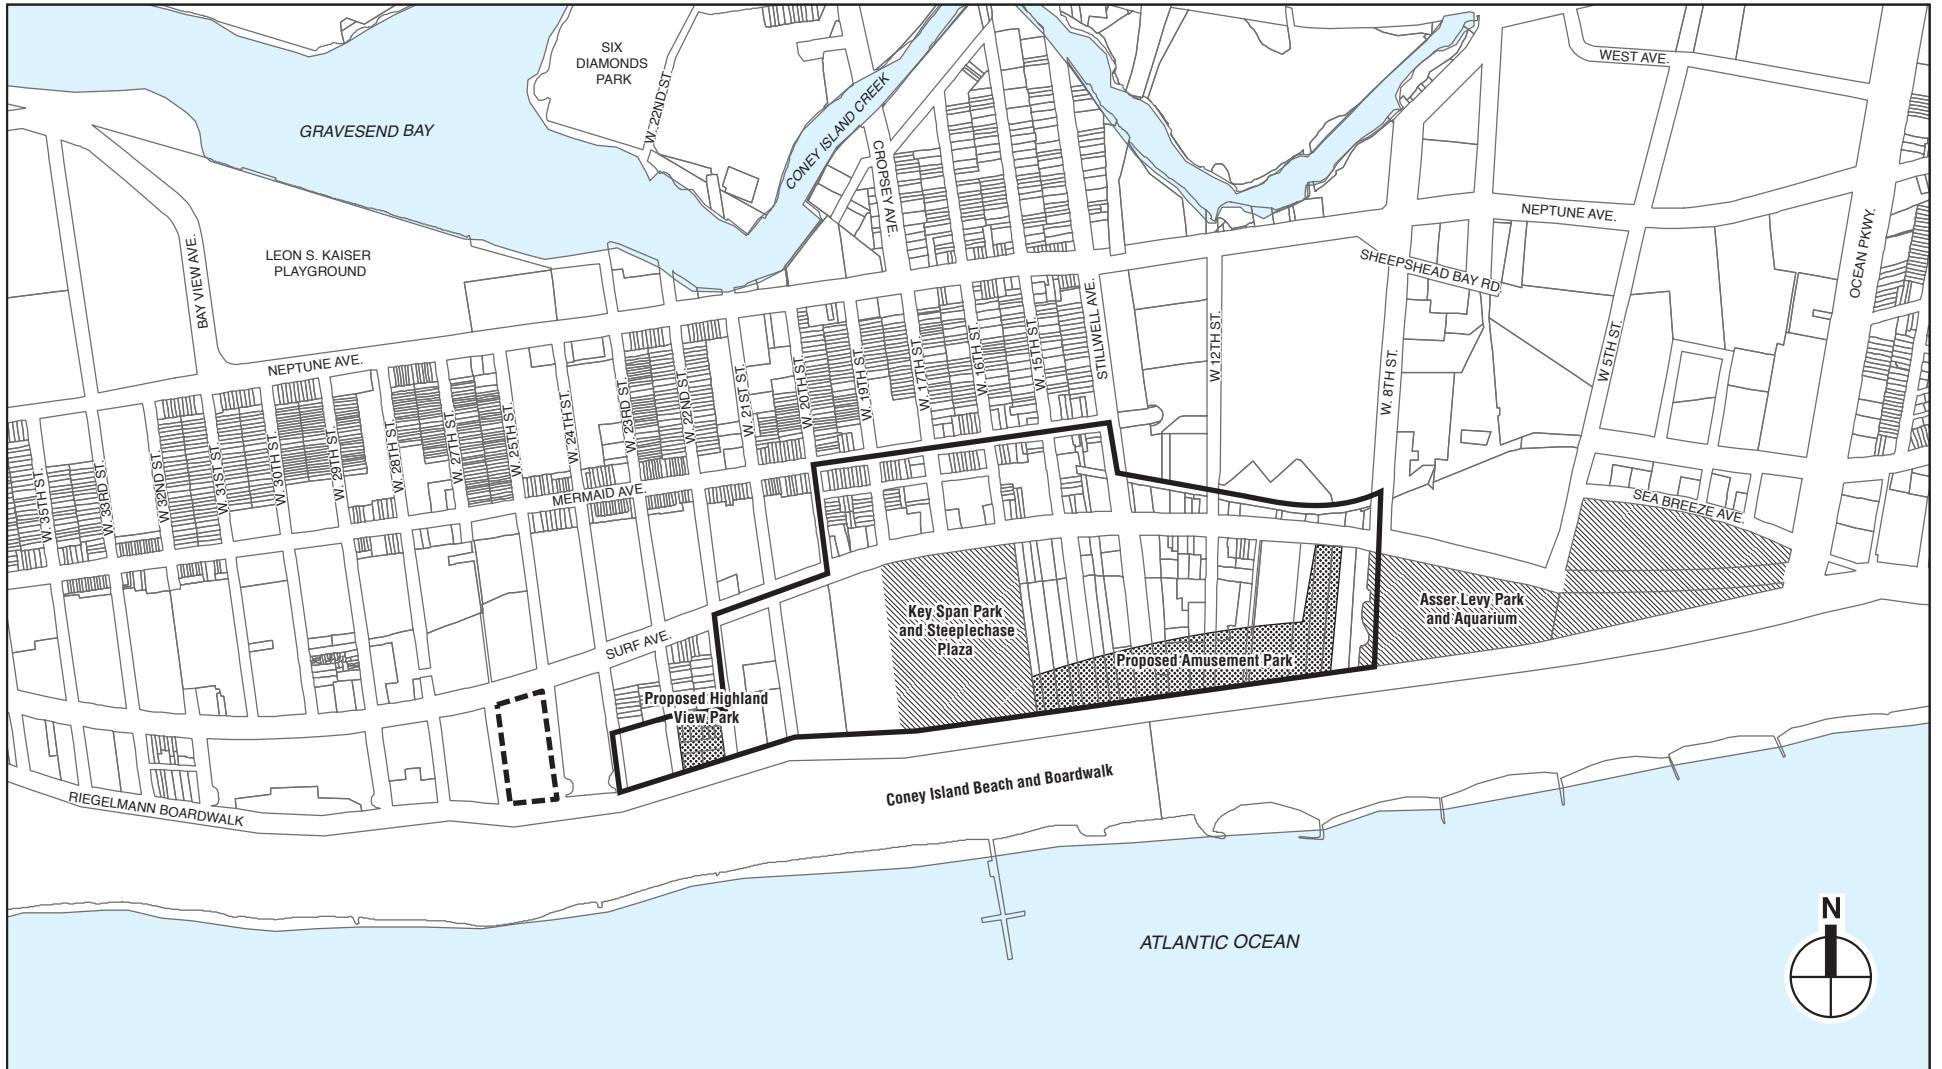 SIX
DIAMONDS
PARK
W. 22ND ST.
WEST AVE.
GRAVESEND BAY
CONEY ISLAND CREEK
CROPSEY AVE.
NEPTUNE AVE.
LEON S. KAISER
PLAYGROUND
BAY VIEW AVE.
SHEEPSHEAD BAY RD.
OCEAN PKWY.
NEPTUNE AVE.
STILLWELL AVE.
W 12TH ST.
W. 8TH ST.
W 5TH ST.
W. 35TH ST.
W. 33RD ST.
W. 32ND ST.
W. 31ST ST.
W. 30TH ST.
W. 29TH ST.
W. 28TH ST.
W. 27TH ST.
W. 25TH ST.
W. 24TH ST.
W. 23RD ST.
W. 22ND ST.
W. 21ST ST.
W. 20TH ST.
W. 19TH ST.
W. 17TH ST.
W. 16TH ST.
W. 15TH ST.
MERMAID AVE.
SEA BREEZE AVE.
SURF AVE.
Key Span Park
and Steeplechase
Plaza
Asser Levy Park
and Aquarium
Proposed Amusement Park
Proposed Highland
View Park
Coney Island Beach and Boardwalk
RIEGELMANN BOARDWALK
N
ATLANTIC OCEAN